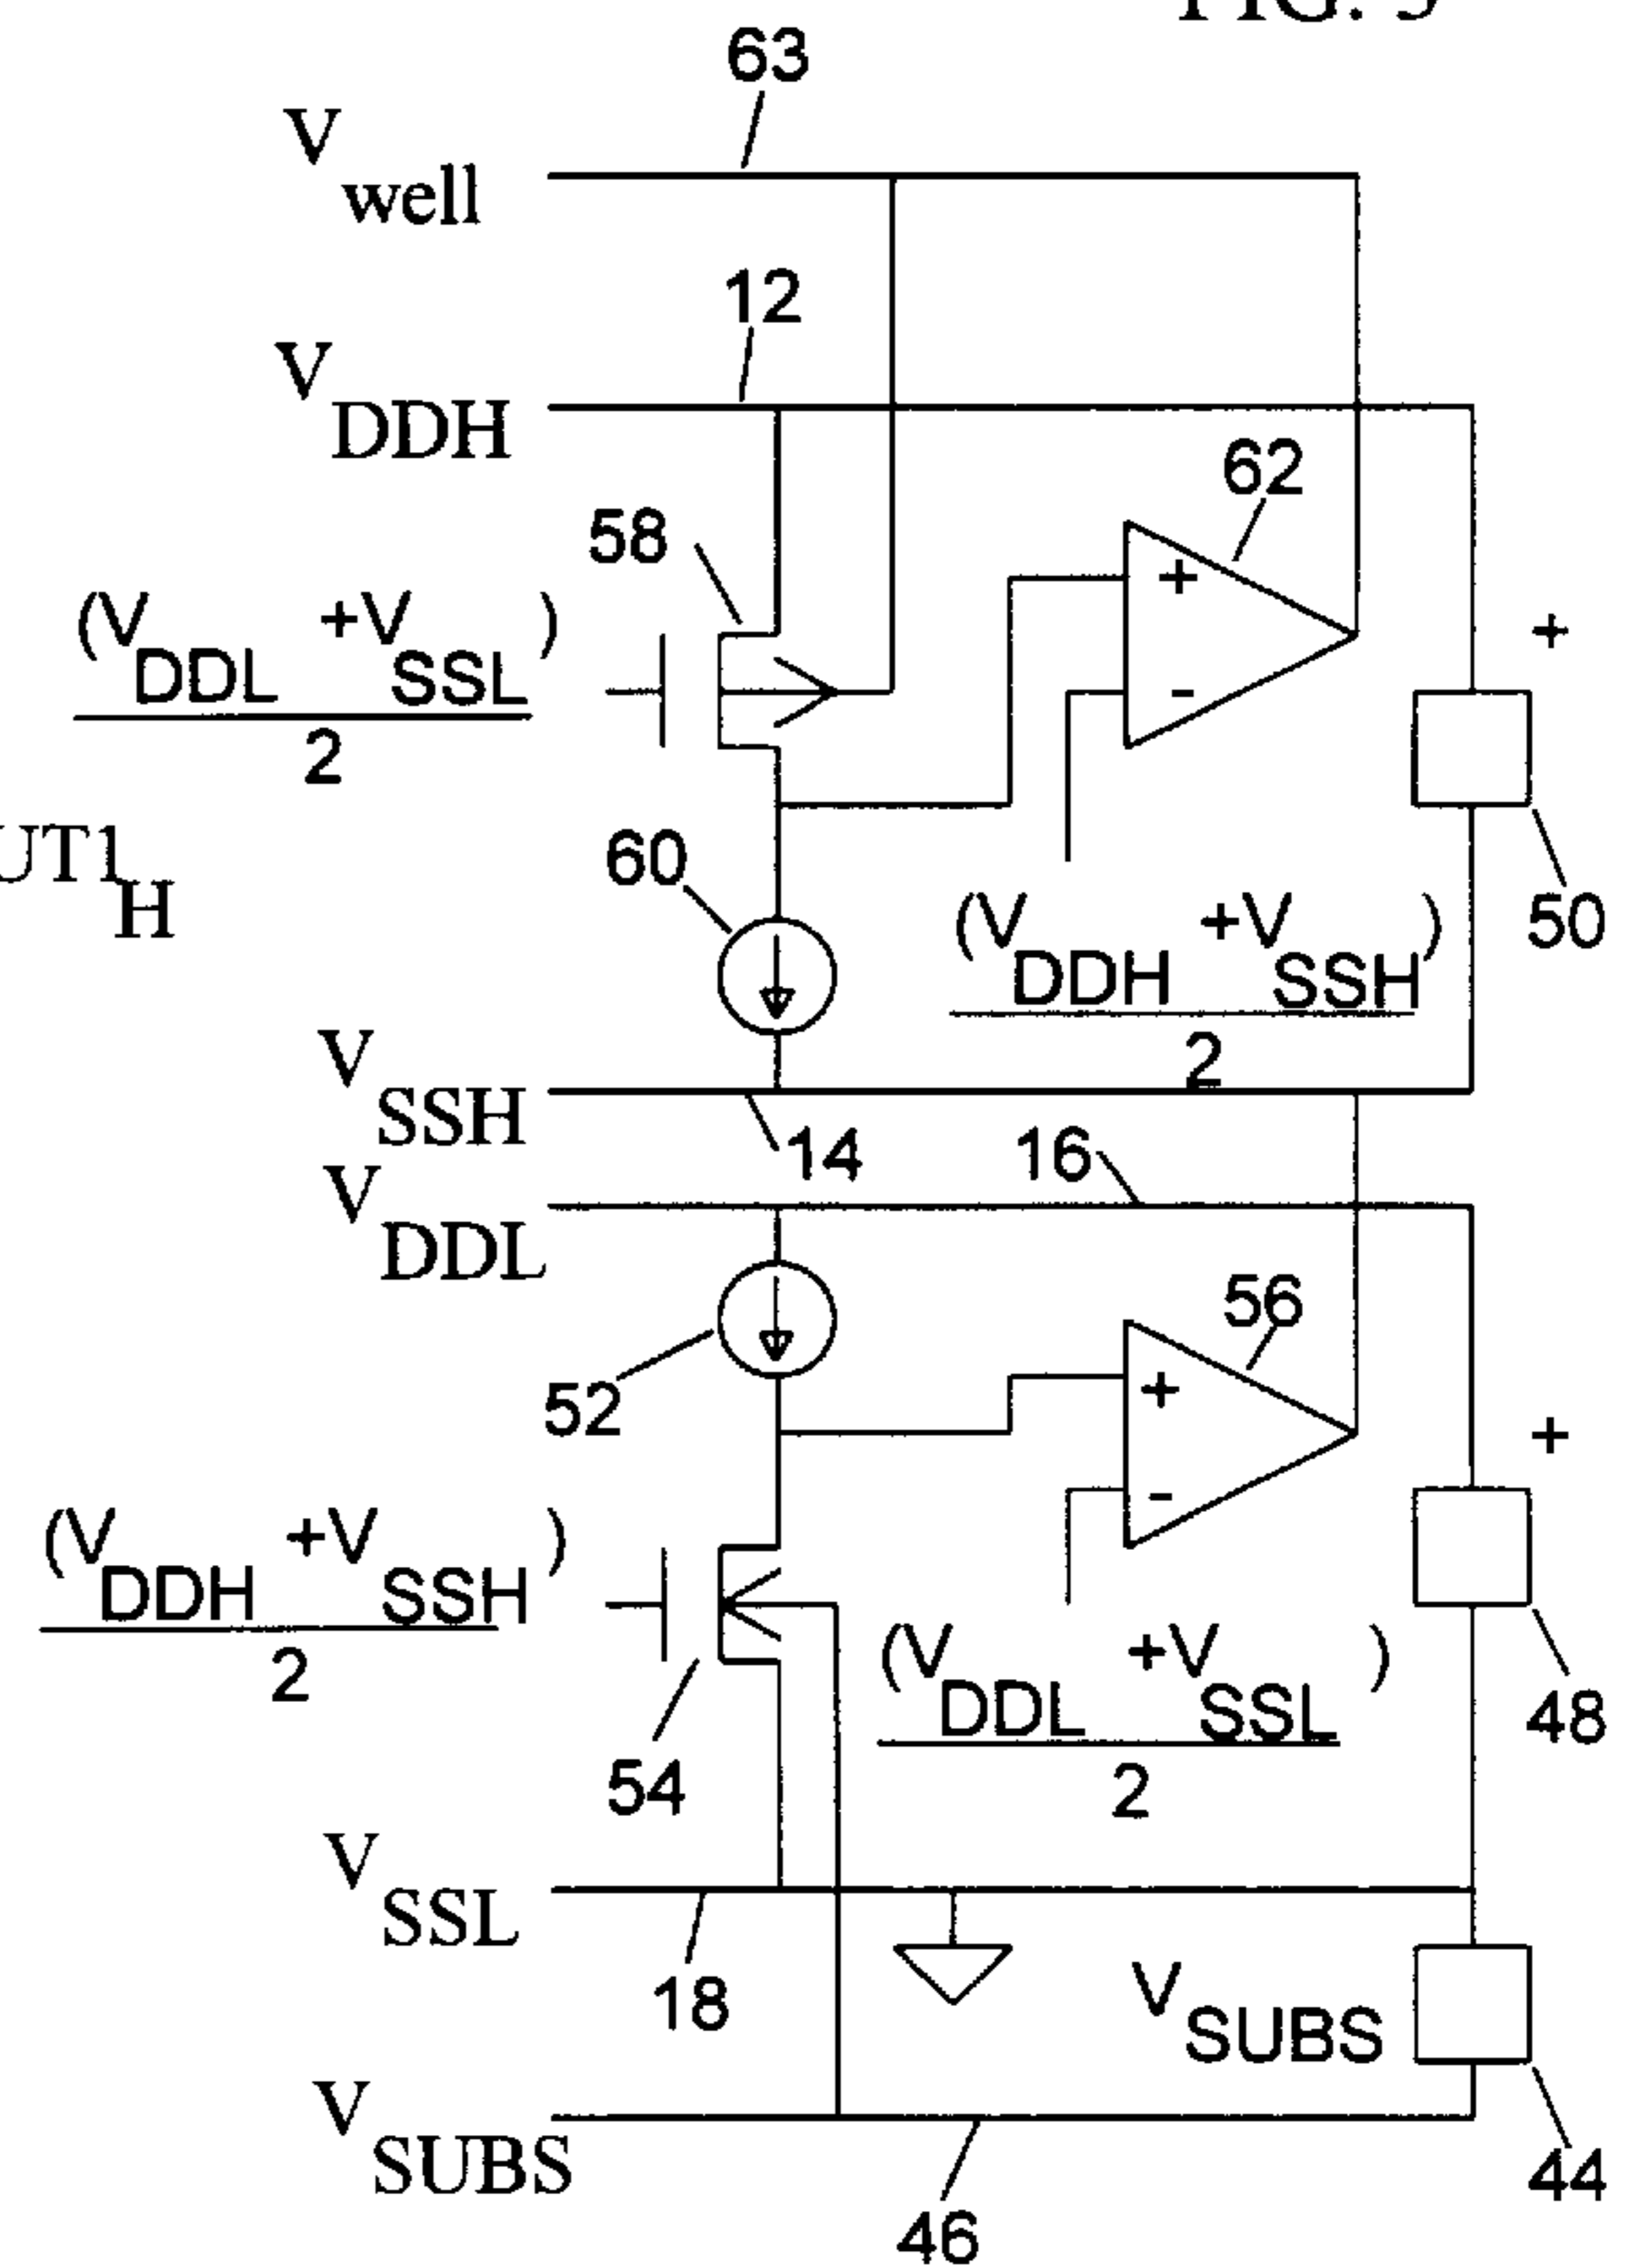 63
V well
12
V DDH
62
58
(V DDL +V SSL )
2
+
+
-
UT1 H
60
50
(V DDH +V SSH )
2
V SSH
14
16
V DDL
56
52
+
+
-
(V DDH +V SSH )
2
48
(V DDL +V SSL )
2
54
V SSL
18
V SUBS
V SUBS
44
46